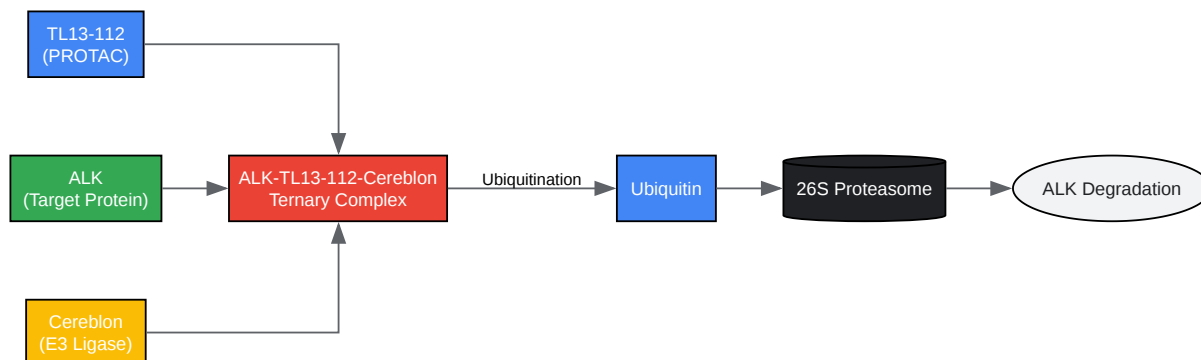 TL13-112
(PROTAC)
ALK
(Target Protein)
ALK-TL13-112-Cereblon
Ternary Complex
Ubiquitination
Ubiquitin
26S Proteasome
ALK Degradation
Cereblon
(E3 Ligase)